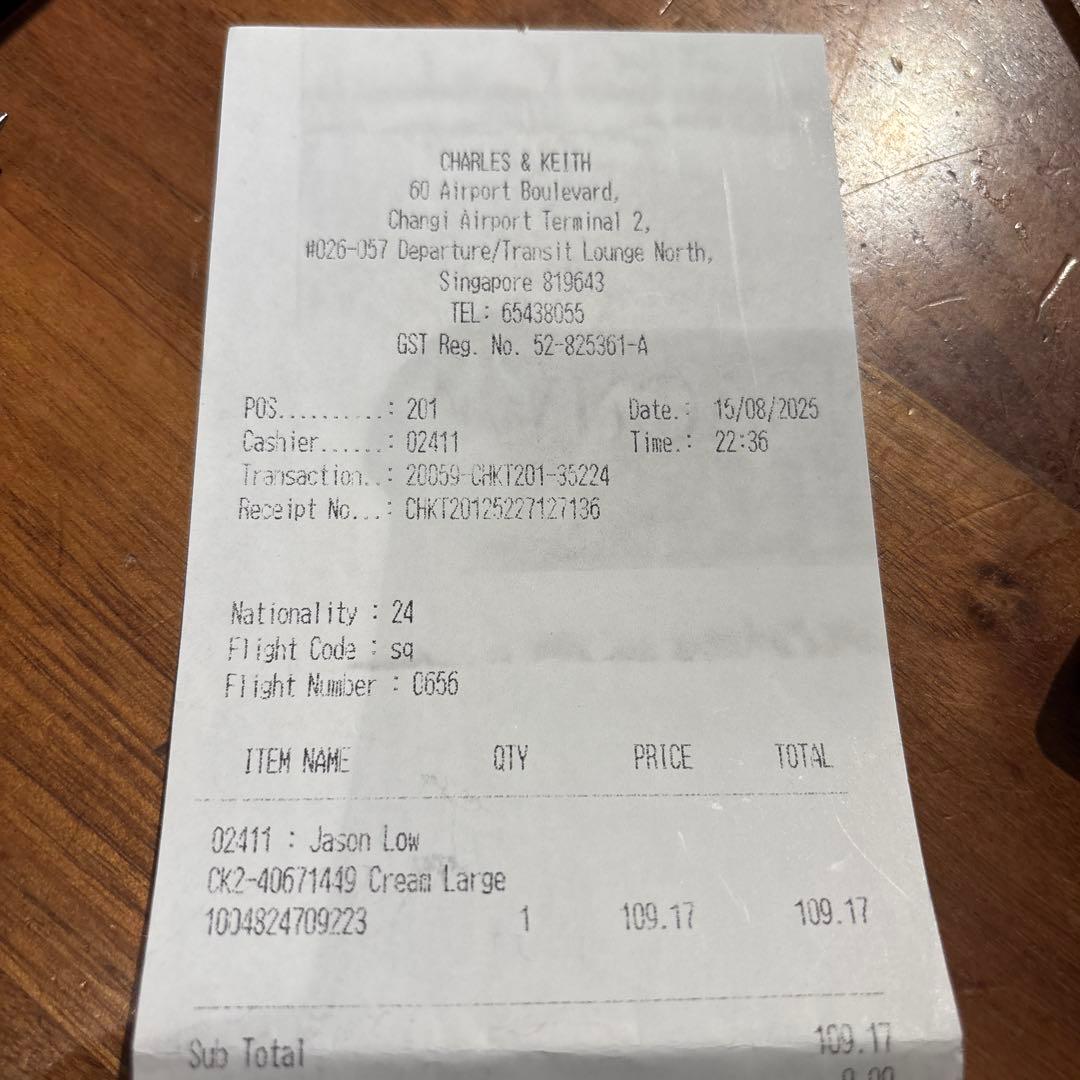 CHARLES & KEITH
60 Airport Boulevard,
Changi Airport Terminal 2,
#026-057 Departure/Transit Lounge North,
Singapore 819643
TEL: 65438055
GST Reg. No. 52-825361-A
POS..........: 201 Date.: 15/08/2025
Cashier......: 02411 Time.: 22:36
Transaction..: 20059-CHKT201-35224
Receipt No...: CHKT20125227127136
Nationality : 24
Flight Code : sq
Flight Number : 0656
ITEM NAME QTY PRICE TOTAL
02411 : Jason Low
CK2-40671449 Cream Large
1004824709223 1 109.17 109.17
Sub Total 109.17